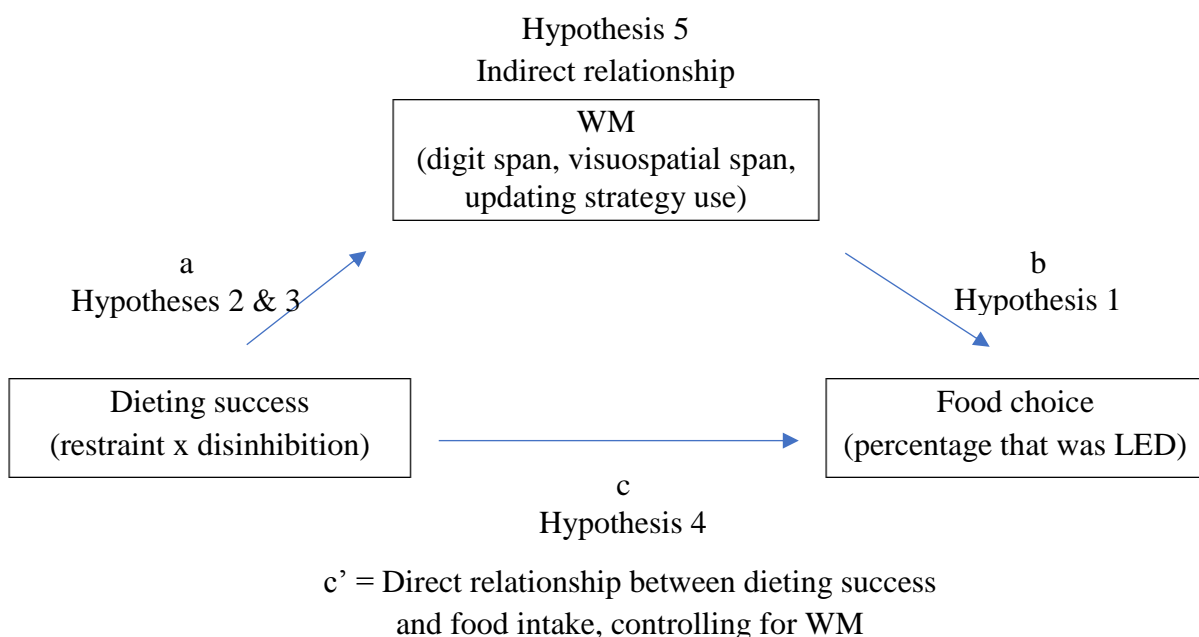 Hypothesis 5
Indirect relationship
WM
(digit span, visuospatial span,
updating strategy use)
a
Hypotheses 2 & 3
b
Hypothesis 1
Dieting success
(restraint x disinhibition)
Food choice
(percentage that was LED)
c
Hypothesis 4
c’ = Direct relationship between dieting success
and food intake, controlling for WM